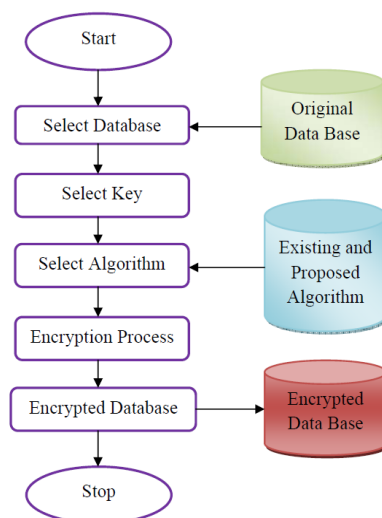 Start
Select Database
Original
Data Base
Select Key
Select Algorithm
Existing and
Proposed
Algorithm
Encryption Process
Encrypted Database
Encrypted
Data Base
Stop